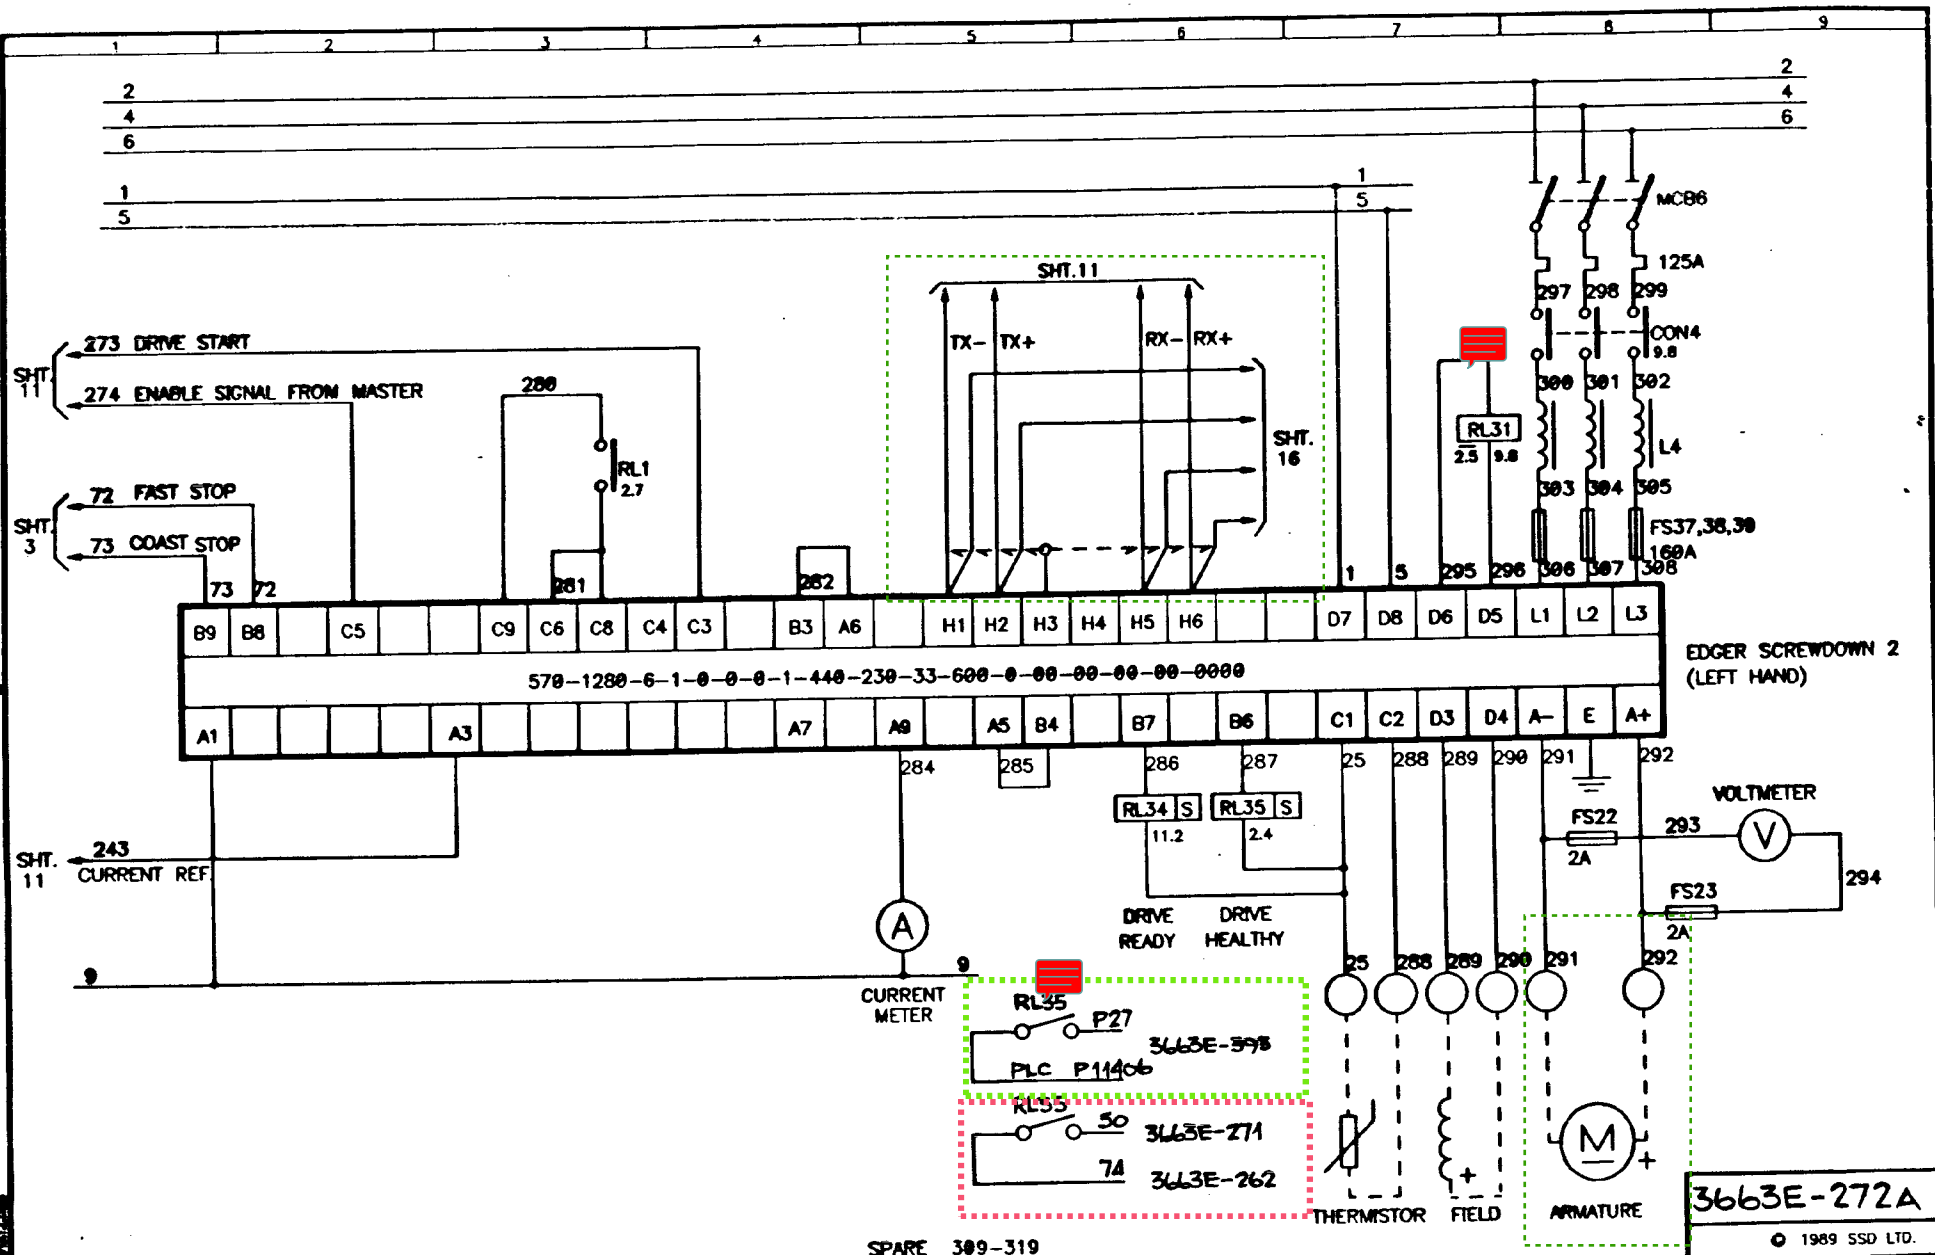 1 2 3 4 5 6 7 8 9
2 2
4 4
6 6
1 1
5 5
MCB6
125A
297 298 299
CON4
9.8
300 301 302
L4
303 304 305
FS37,38,39
160A
306 307 308
SHT.11
TX- TX+ RX- RX+
SHT.
16
273 DRIVE START
SHT.
11
274 ENABLE SIGNAL FROM MASTER
280
RL1
2.7
RL31
2.5 9.8
72 FAST STOP
SHT.
3
73 COAST STOP
73 72 281 282 1 5 295 296
B9 B8 C5 C9 C6 C8 C4 C3 B3 A6 H1 H2 H3 H4 H5 H6 D7 D8 D6 D5 L1 L2 L3
570-1280-6-1-0-0-0-1-440-230-33-600-0-00-00-00-00-0000
EDGER SCREWDOWN 2
(LEFT HAND)
A1 A3 A7 A9 A5 B4 B7 B6 C1 C2 D3 D4 A- E A+
284 285 286 287 25 288 289 290 291 292
RL34 S RL35 S
11.2 2.4
VOLTMETER
FS22
293
V
2A
294
FS23
2A
243
SHT.
11
CURRENT REF.
A
DRIVE
READY
DRIVE
HEALTHY
9 9
CURRENT
METER
25 288 289 290 291 292
RL35
P27
3663E-393
PLC P11406
RL35
50 3663E-271
74 3663E-262
M
+ +
THERMISTOR FIELD ARMATURE
SPARE 309-319
3663E-272A
© 1989 SSD LTD.